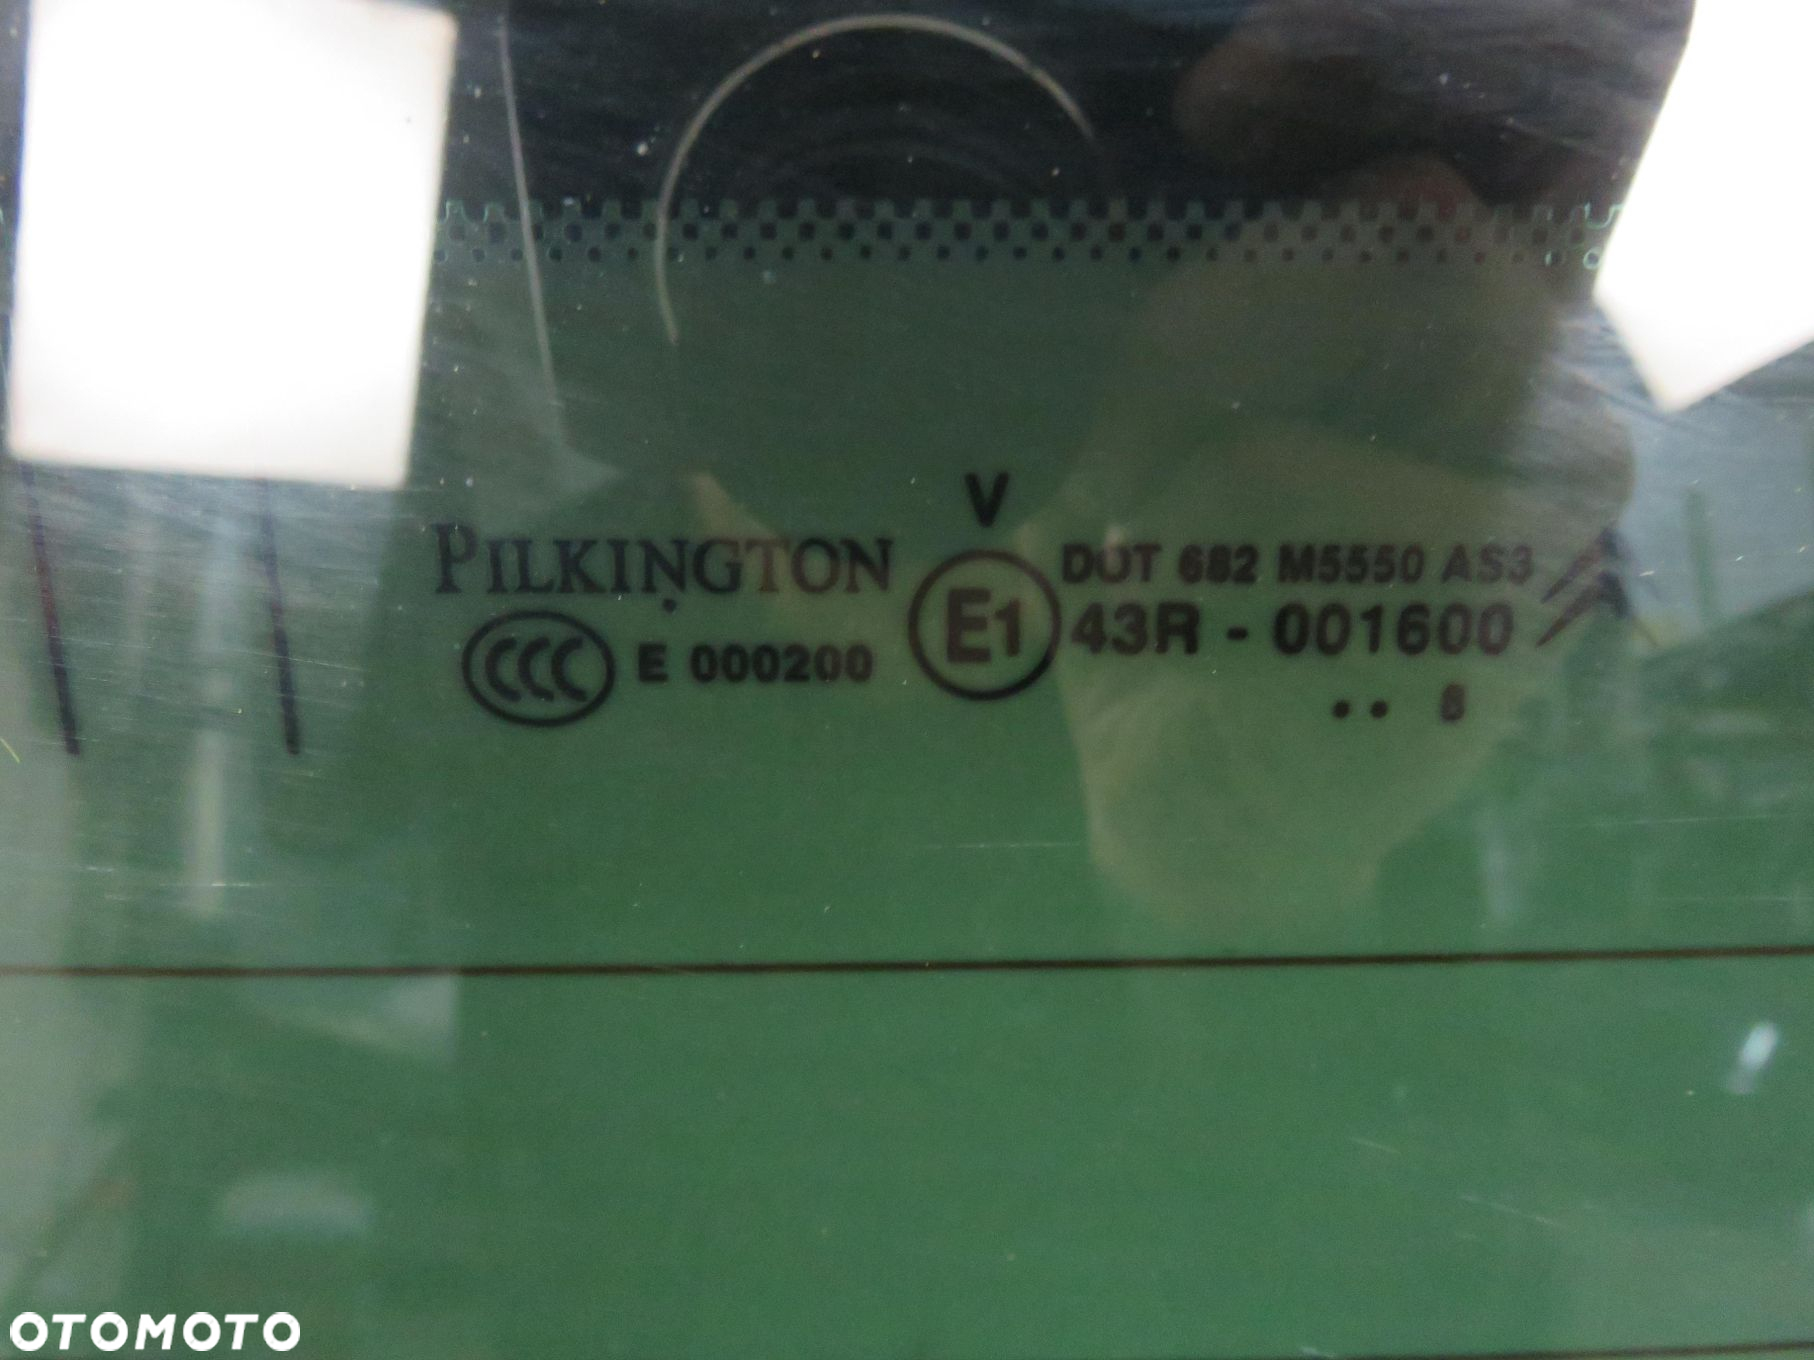 V
PILKINGTON
DOT 682 M5550 AS3
CCC E 000200
E1 43R - 001600
.. 8
OTOMOTO